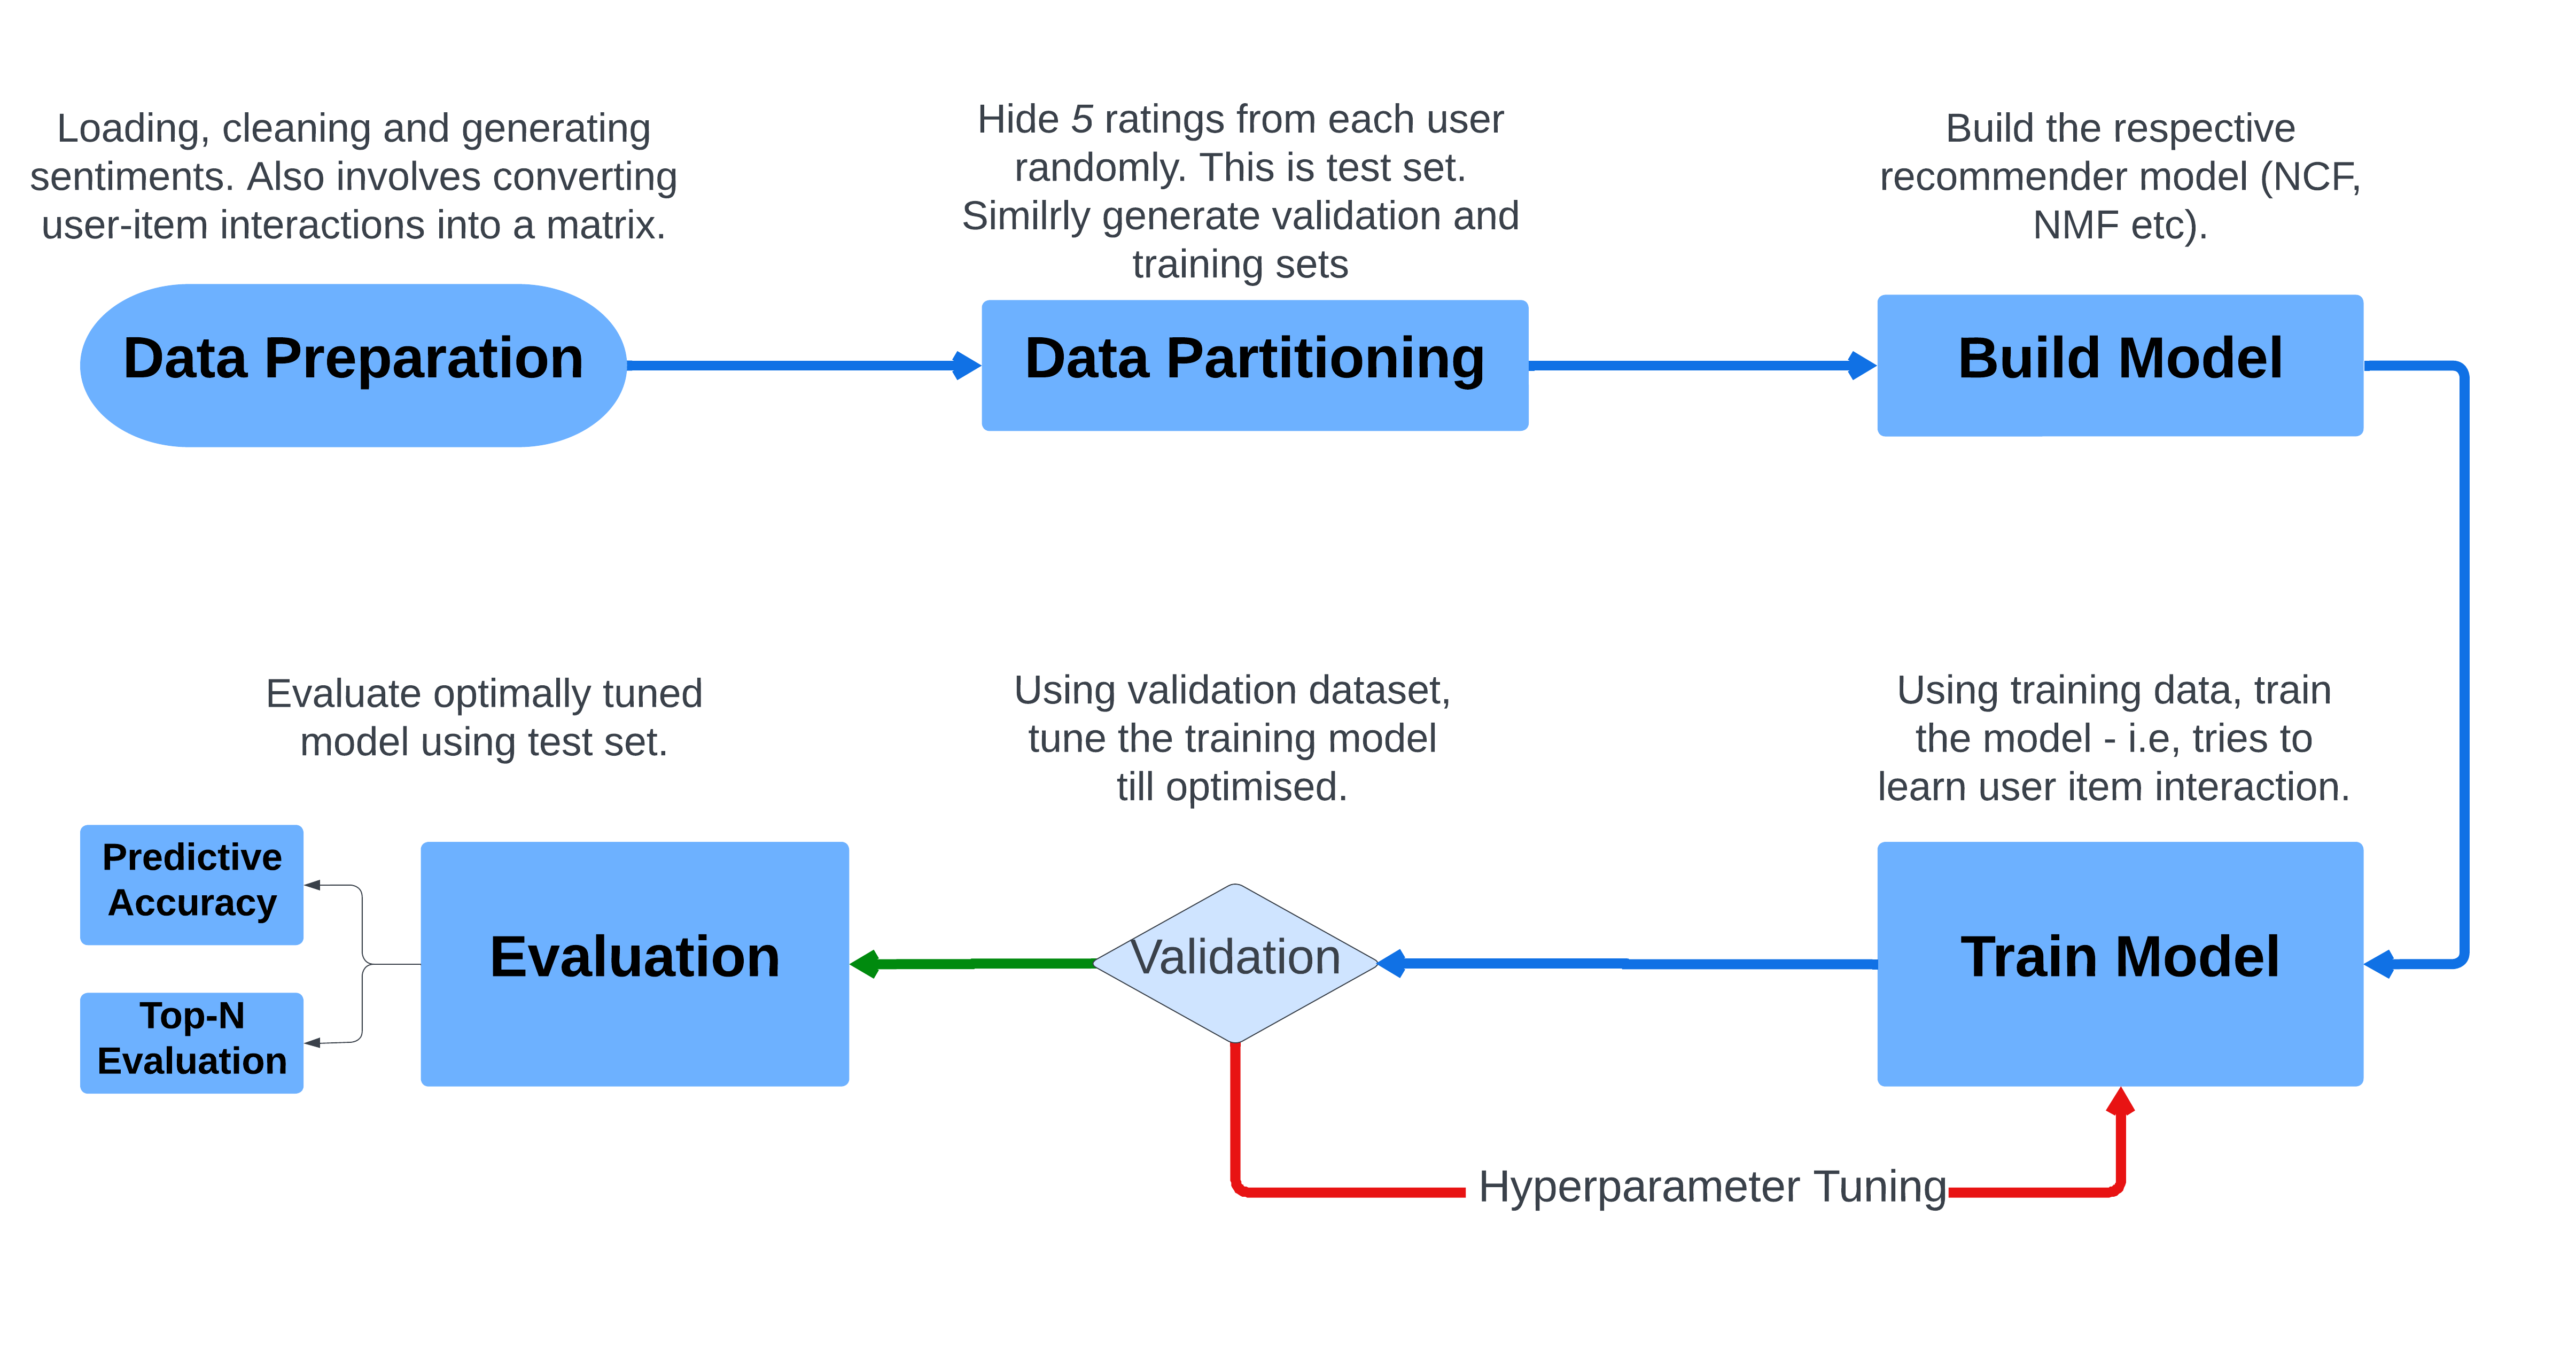 Loading, cleaning and generating
sentiments. Also involves converting
user-item interactions into a matrix.
Data Preparation
Hide 5 ratings from each user
randomly. This is test set.
Similrly generate validation and
training sets
Data Partitioning
Build the respective
recommender model (NCF,
NMF etc).
Build Model
Using training data, train
the model - i.e, tries to
learn user item interaction.
Train Model
Using validation dataset,
tune the training model
till optimised.
Validation
Hyperparameter Tuning
Evaluate optimally tuned
model using test set.
Evaluation
Predictive
Accuracy
Top-N
Evaluation